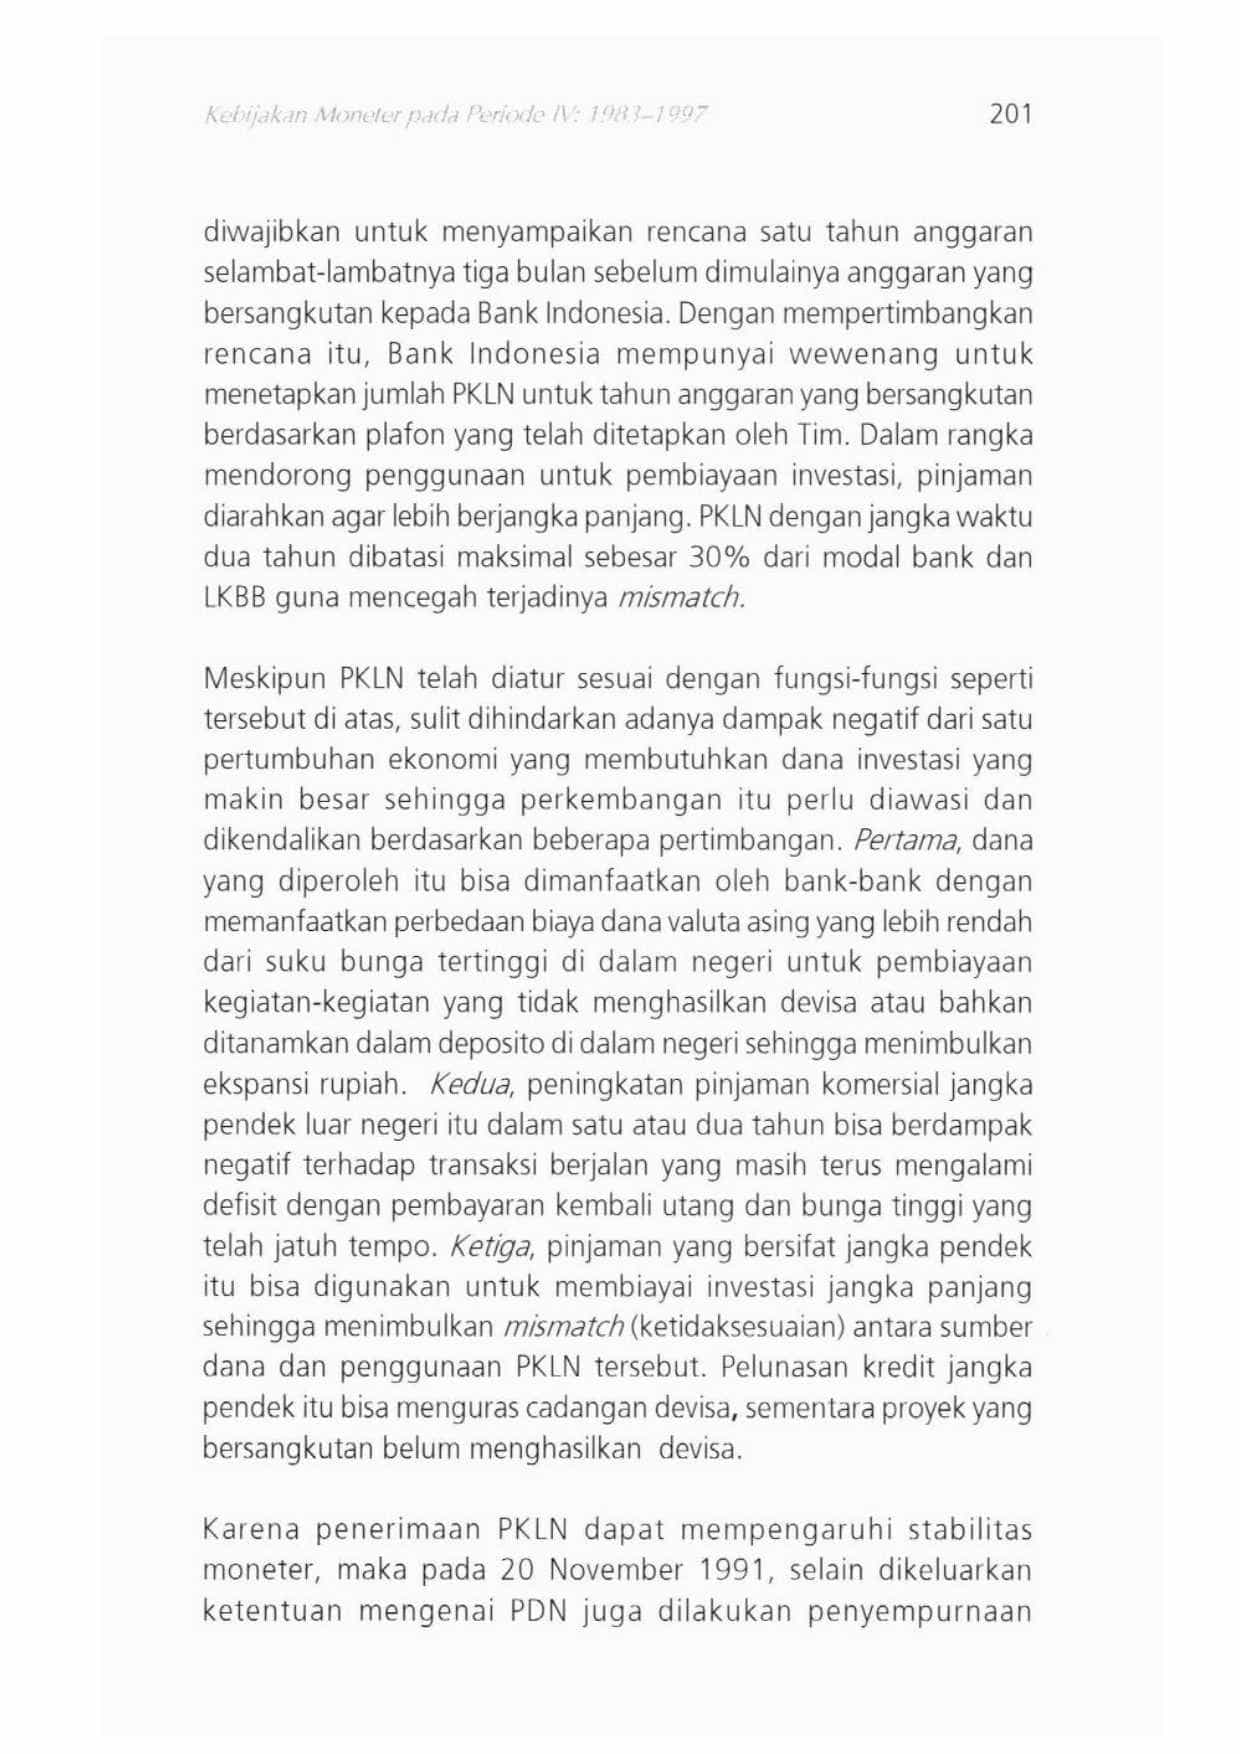 Kebijakan Moneter pada Periode IV: 1983–1997 201
diwajibkan untuk menyampaikan rencana satu tahun anggaran
selambat-lambatnya tiga bulan sebelum dimulainya anggaran yang
bersangkutan kepada Bank Indonesia. Dengan mempertimbangkan
rencana itu, Bank Indonesia mempunyai wewenang untuk
menetapkan jumlah PKLN untuk tahun anggaran yang bersangkutan
berdasarkan plafon yang telah ditetapkan oleh Tim. Dalam rangka
mendorong penggunaan untuk pembiayaan investasi, pinjaman
diarahkan agar lebih berjangka panjang. PKLN dengan jangka waktu
dua tahun dibatasi maksimal sebesar 30% dari modal bank dan
LKBB guna mencegah terjadinya mismatch.
Meskipun PKLN telah diatur sesuai dengan fungsi-fungsi seperti
tersebut di atas, sulit dihindarkan adanya dampak negatif dari satu
pertumbuhan ekonomi yang membutuhkan dana investasi yang
makin besar sehingga perkembangan itu perlu diawasi dan
dikendalikan berdasarkan beberapa pertimbangan. Pertama, dana
yang diperoleh itu bisa dimanfaatkan oleh bank-bank dengan
memanfaatkan perbedaan biaya dana valuta asing yang lebih rendah
dari suku bunga tertinggi di dalam negeri untuk pembiayaan
kegiatan-kegiatan yang tidak menghasilkan devisa atau bahkan
ditanamkan dalam deposito di dalam negeri sehingga menimbulkan
ekspansi rupiah. Kedua, peningkatan pinjaman komersial jangka
pendek luar negeri itu dalam satu atau dua tahun bisa berdampak
negatif terhadap transaksi berjalan yang masih terus mengalami
defisit dengan pembayaran kembali utang dan bunga tinggi yang
telah jatuh tempo. Ketiga, pinjaman yang bersifat jangka pendek
itu bisa digunakan untuk membiayai investasi jangka panjang
sehingga menimbulkan mismatch (ketidaksesuaian) antara sumber
dana dan penggunaan PKLN tersebut. Pelunasan kredit jangka
pendek itu bisa menguras cadangan devisa, sementara proyek yang
bersangkutan belum menghasilkan devisa.
Karena penerimaan PKLN dapat mempengaruhi stabilitas
moneter, maka pada 20 November 1991, selain dikeluarkan
ketentuan mengenai PDN juga dilakukan penyempurnaan